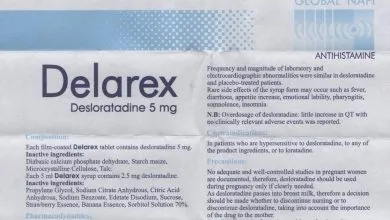 GLOBAL NAPI
ANTIHISTAMINE
Delarex
Desloratadine 5 mg
Composition:
Each film-coated Delarex tablet contains desloratadine 5 mg.
Inactive ingredients:
Diabasic calcium phosphate dehydrate, Starch maize,
Microcrystalline Cellulose, Talc.
Each 5 ml Delarex syrup contains 2.5 mg desloratadine.
Inactive ingredients:
Propylene Glycol, Sodium Citrate Anhydrous, Citric Acid
Anhydrous, Sodium Benzoate, Edetate Disodium, Sucrose,
Strawberry Essence, Banana Essence, Sorbitol Solution 70%.
Pharmacodynamics:
Frequency and magnitude of laboratory and
electrocardiographic abnormalities were similar in desloratadine
and placebo-treated patients.
Rare side effects of the syrup form may occur such as fever,
diarrhoea, appetite increase, emotional lability, pharyngitis,
somnolence, insomnia.
N.B: Overdosage of desloratadine: little increase in QT with
no clinically relevant adverse events was reported.
Contraindications:
In patients who are hypersensitive to desloratadine, to any of
the product ingredients, or to loratadine.
Precautions:
No adequate and well-controlled studies in pregnant women
are documented, therefore, desloratadine should be used
during pregnancy only if clearly needed.
As desloratadine passes into breast milk, therefore a decision
should be made whether to discontinue nursing or to
discontinue desloratadine, taking into account the importance
of the drug to the mother.